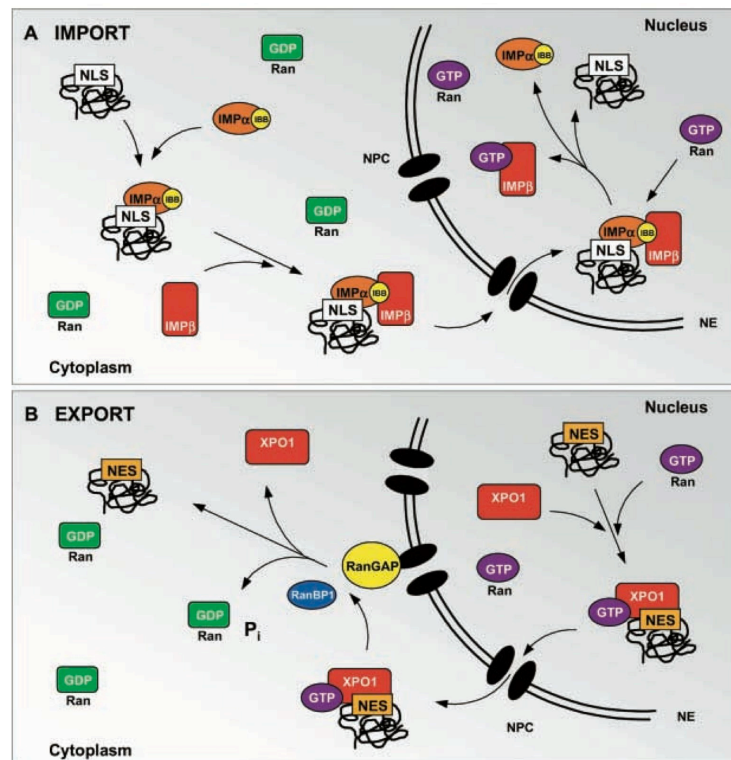 A IMPORT
Nucleus
GDP
Ran
NLS
IMPα IBB
GTP
Ran
IMPα IBB
NLS
GTP
Ran
NPC
GTP
IMPβ
IMPα IBB
NLS
GDP
Ran
IMPα IBB
NLS
IMPβ
GDP
Ran
IMPβ
IMPα IBB
NLS
IMPβ
NE
Cytoplasm
B EXPORT
Nucleus
XPO1
NES
NES
GTP
Ran
XPO1
GDP
Ran
RanGAP
GTP
Ran
RanBP1
XPO1
GTP
NES
GDP
Ran
Pi
GDP
Ran
XPO1
GTP
NES
NPC
NE
Cytoplasm